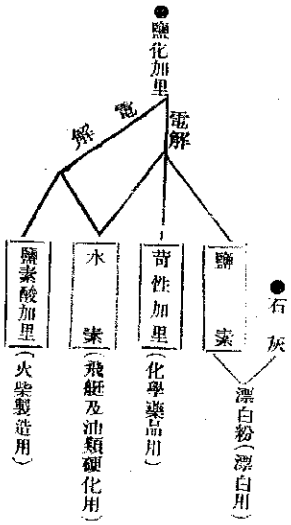 ●鹽化加里
電解
電解
●石灰
鹽素
苛性加里(化學藥品用)
水素(飛艇及油類硬化用)
鹽素酸加里(火柴製造用)
漂白粉(漂白用)